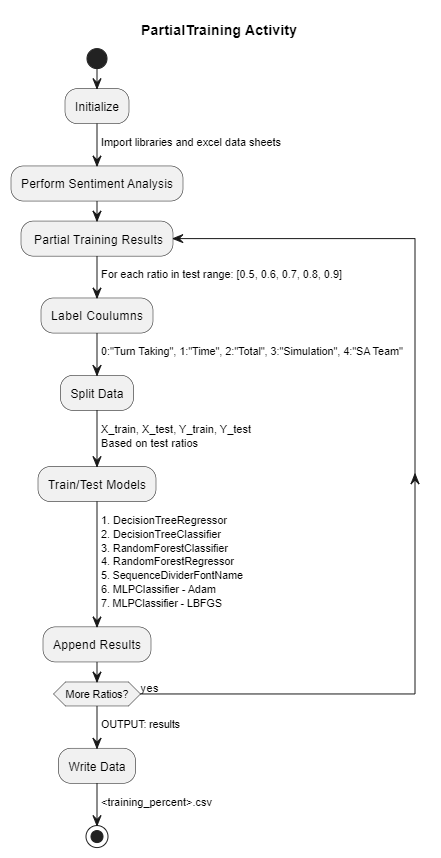 PartialTraining Activity
Initialize
Import libraries and excel data sheets
Perform Sentiment Analysis
Partial Training Results
For each ratio in test range: [0.5, 0.6, 0.7, 0.8, 0.9]
Label Coulumns
0:"Turn Taking", 1:"Time", 2:"Total", 3:"Simulation", 4:"SA Team"
Split Data
X_train, X_test, Y_train, Y_test
Based on test ratios
Train/Test Models
1. DecisionTreeRegressor
2. DecisionTreeClassifier
3. RandomForestClassifier
4. RandomForestRegressor
5. SequenceDividerFontName
6. MLPClassifier - Adam
7. MLPClassifier - LBFGS
Append Results
More Ratios?
yes
OUTPUT: results
Write Data
<training_percent>.csv